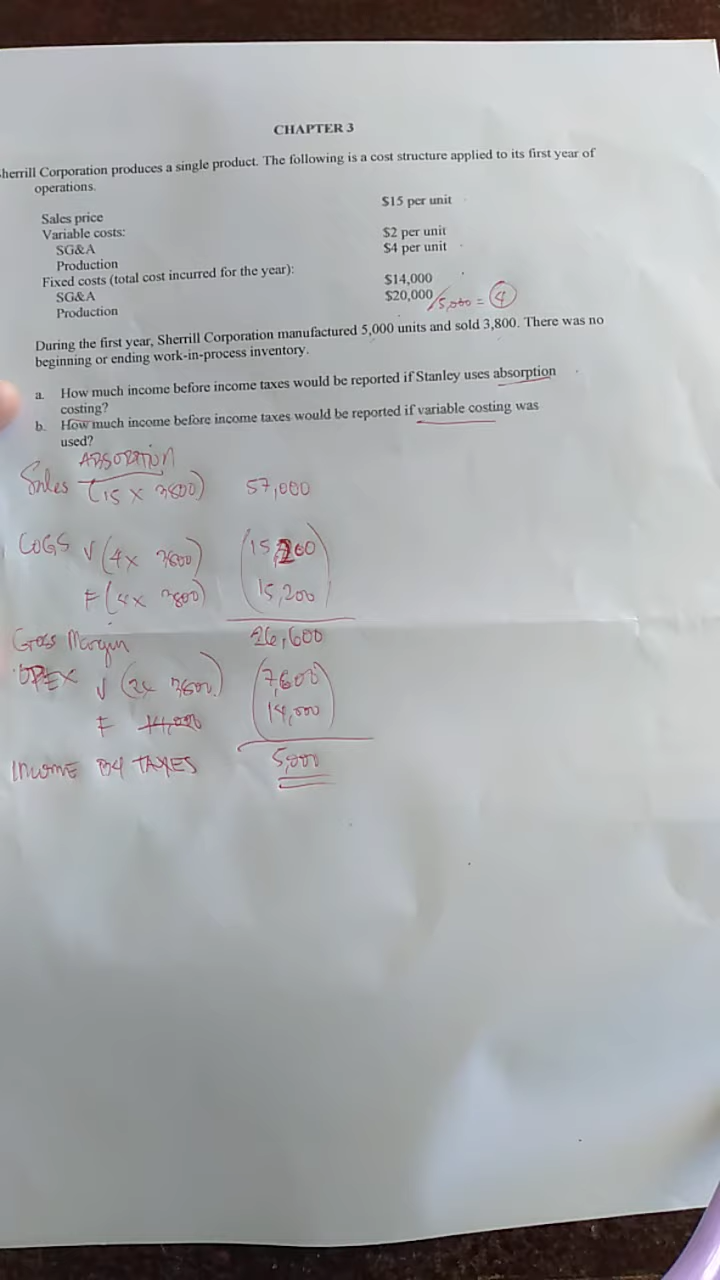 CHAPTER 3
Sherrill Corporation produces a single product. The following is a cost structure applied to its first year of
operations.
Sales price $15 per unit
Variable costs:
SG&A $2 per unit
Production $4 per unit
Fixed costs (total cost incurred for the year):
SG&A $14,000
Production $20,000 /5,000 = 4
During the first year, Sherrill Corporation manufactured 5,000 units and sold 3,800. There was no
beginning or ending work-in-process inventory.
a. How much income before income taxes would be reported if Stanley uses absorption
costing?
b. How much income before income taxes would be reported if variable costing was
used?
ABSORPTION
Sales (15 x 3800) 57,000
COGS V (4x 3800) (15,200
F (4x 3800) 15,200)
Gross Margin 26,600
OPEX V (2x 3800) (7,600
F 14,000 14,000)
Income B4 TAXES 5,000